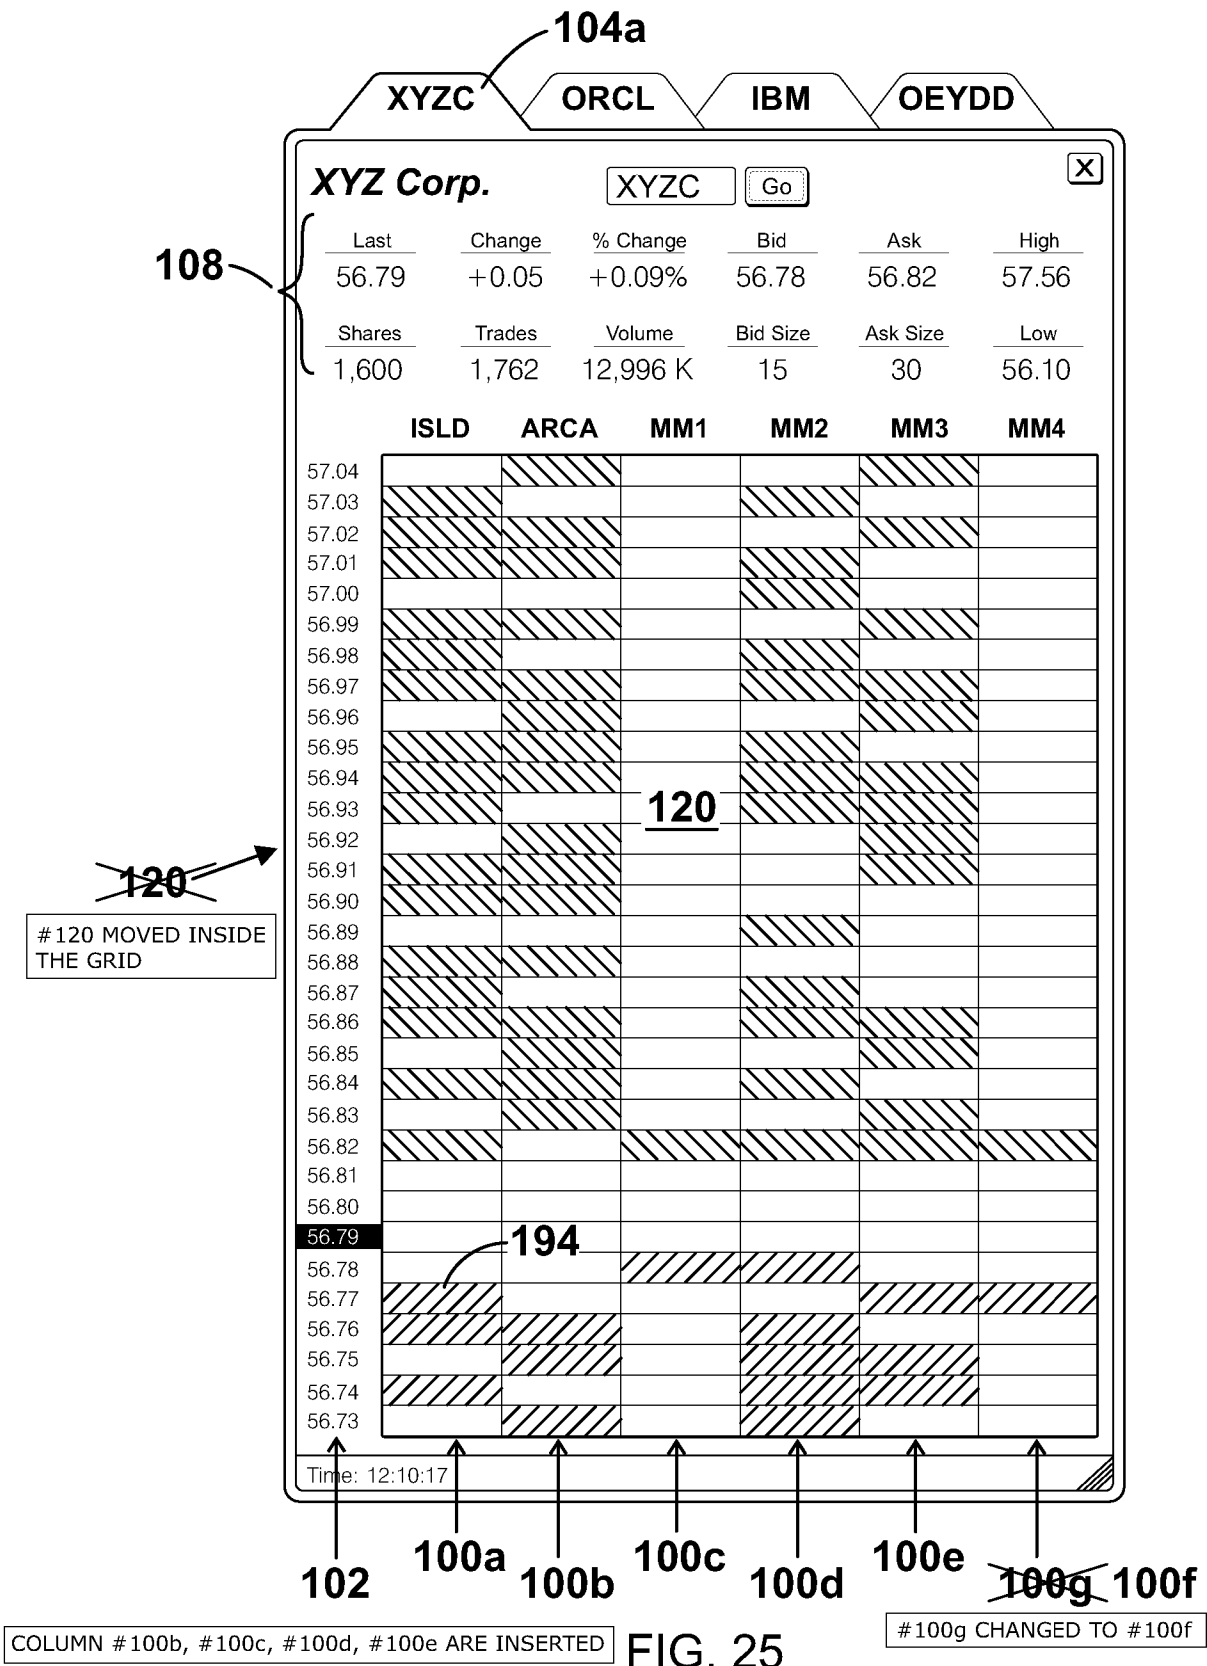 104a
XYZC ORCL IBM OEYDD
XYZ Corp. XYZC Go X
108
Last Change % Change Bid Ask High
56.79 +0.05 +0.09% 56.78 56.82 57.56
Shares Trades Volume Bid Size Ask Size Low
1,600 1,762 12,996 K 15 30 56.10
ISLD ARCA MM1 MM2 MM3 MM4
57.04
57.03
57.02
57.01
57.00
56.99
56.98
56.97
56.96
56.95
56.94
56.93
120
56.92
56.91
120
56.90
#120 MOVED INSIDE
THE GRID
56.89
56.88
56.87
56.86
56.85
56.84
56.83
56.82
56.81
56.80
56.79
194
56.78
56.77
56.76
56.75
56.74
56.73
Time: 12:10:17
102 100a 100b 100c 100d 100e 100g 100f
COLUMN #100b, #100c, #100d, #100e ARE INSERTED
#100g CHANGED TO #100f
FIG. 25